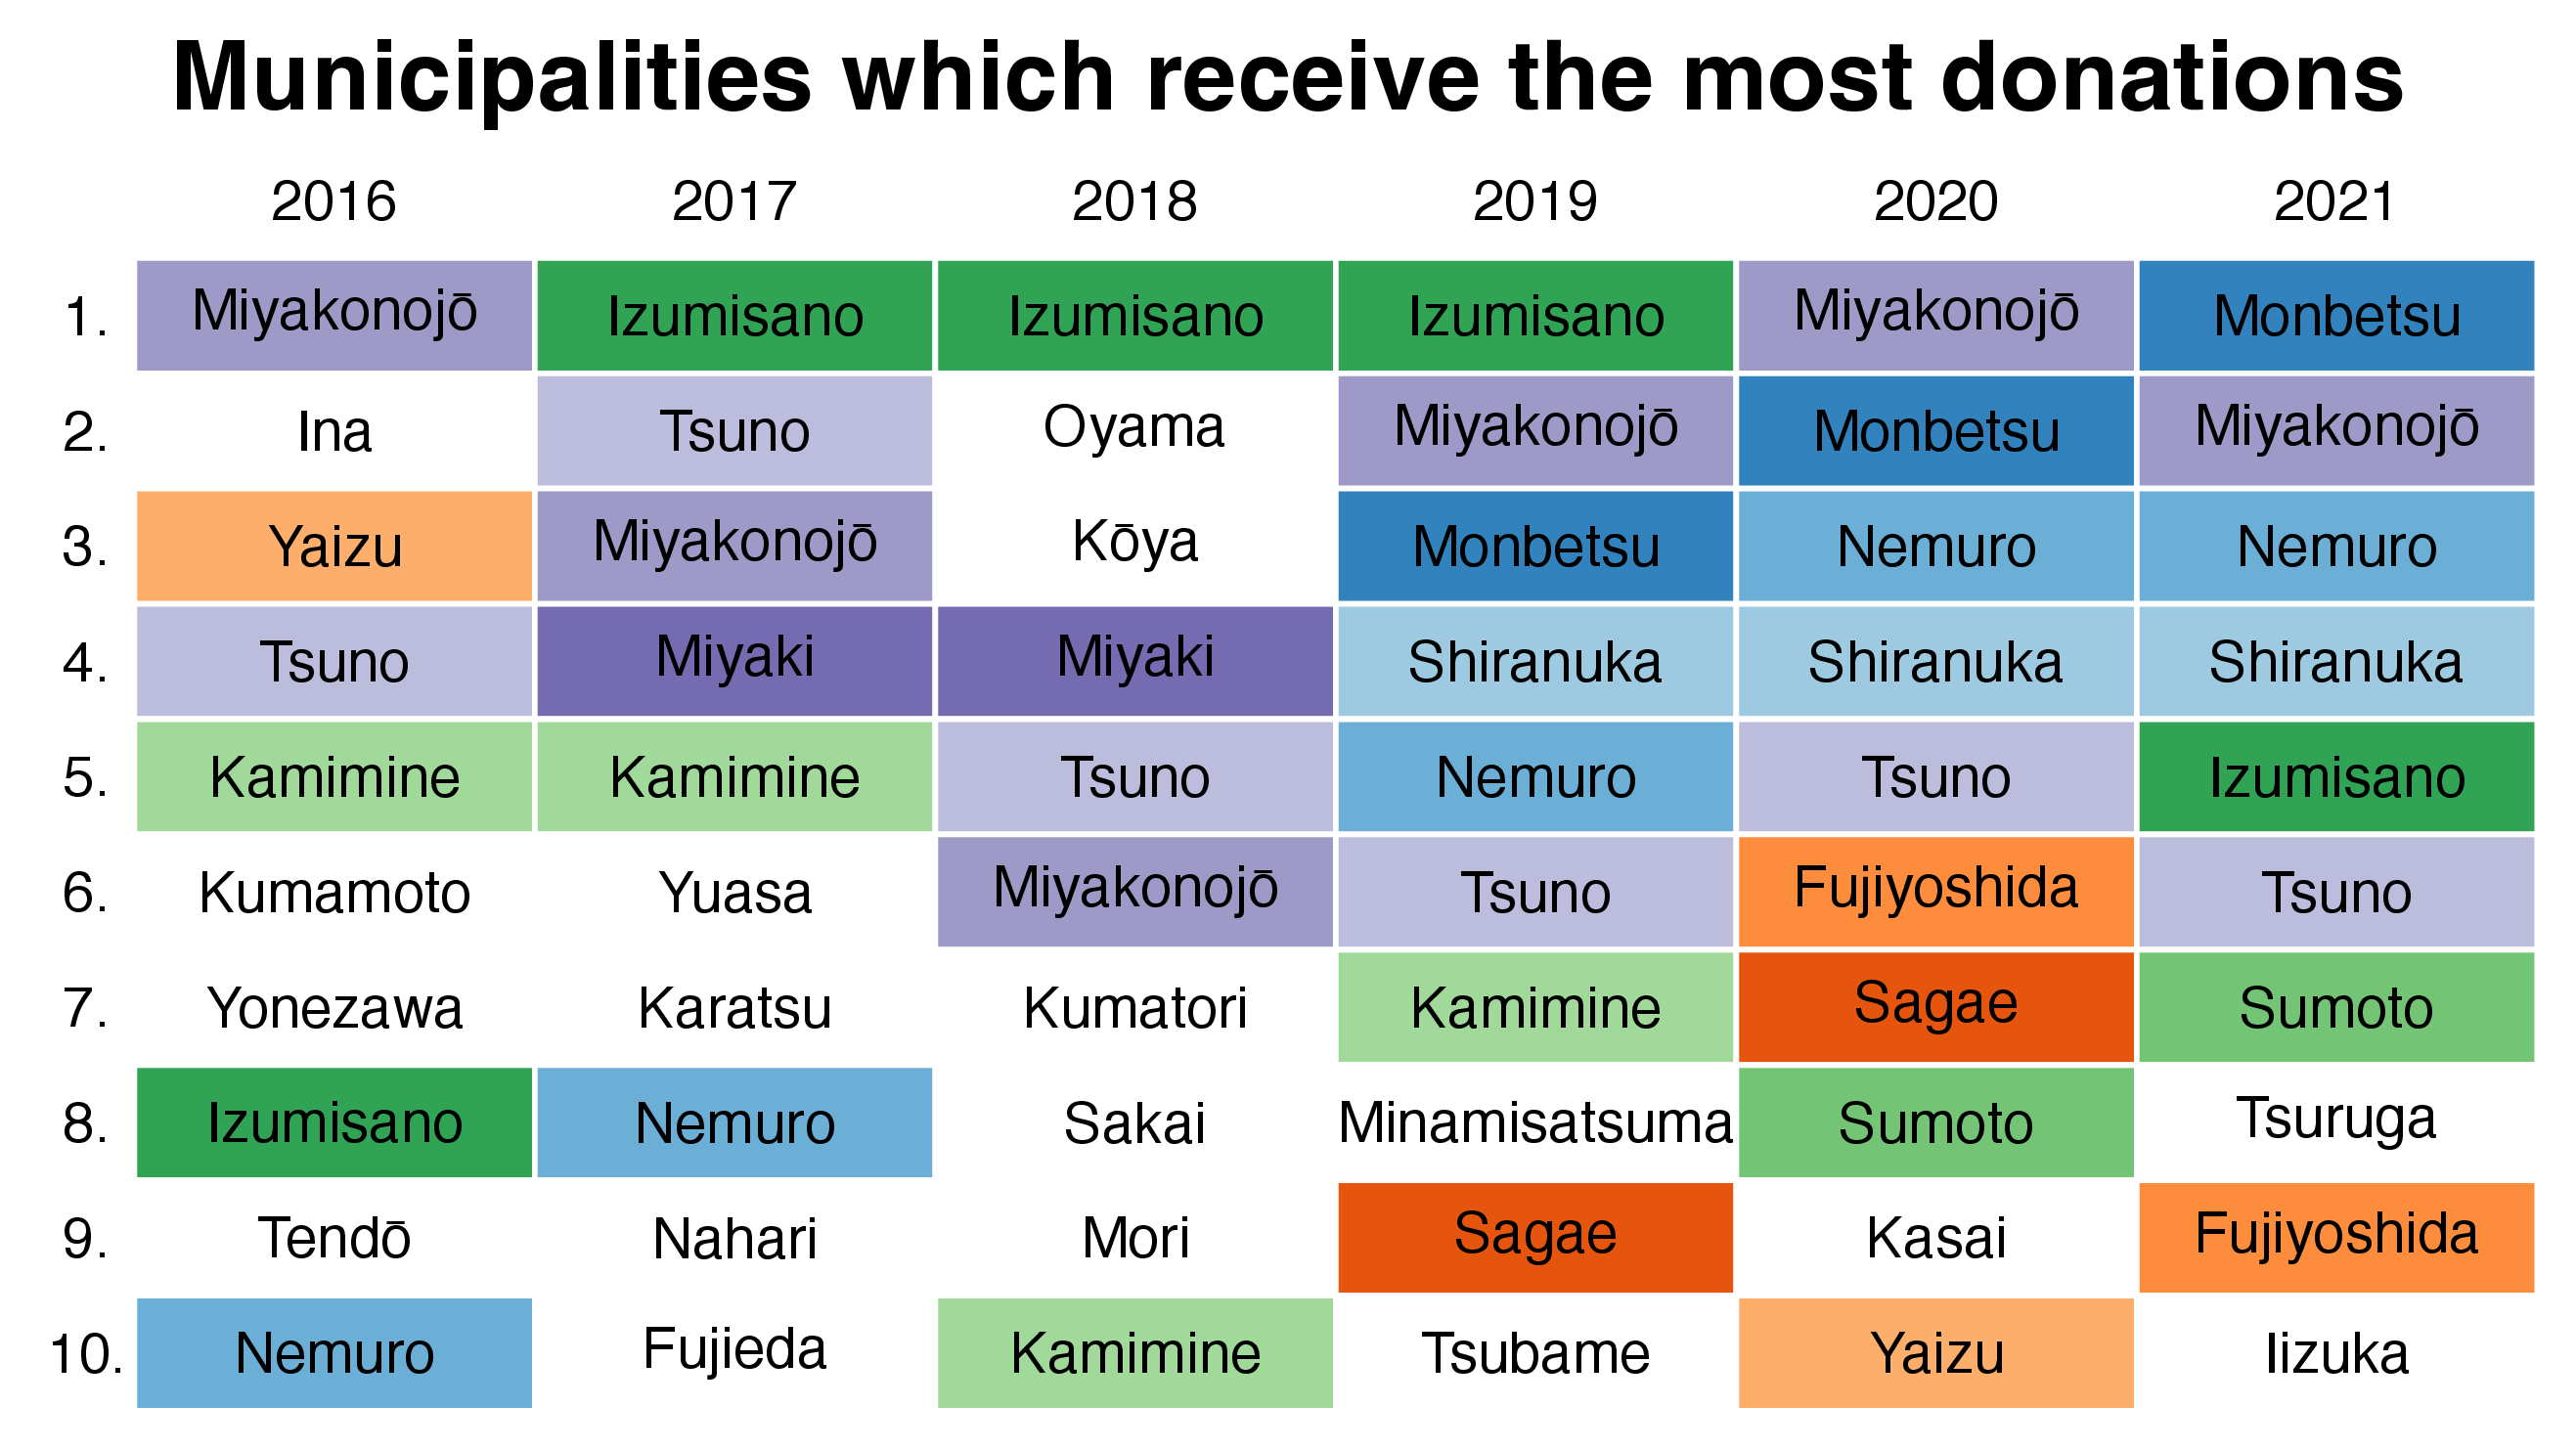 Municipalities which receive the most donations
2016 2017 2018 2019 2020 2021
1. Miyakonojō Izumisano Izumisano Izumisano Miyakonojō Monbetsu
2. Ina Tsuno Oyama Miyakonojō Monbetsu Miyakonojō
3. Yaizu Miyakonojō Kōya Monbetsu Nemuro Nemuro
4. Tsuno Miyaki Miyaki Shiranuka Shiranuka Shiranuka
5. Kamimine Kamimine Tsuno Nemuro Tsuno Izumisano
6. Kumamoto Yuasa Miyakonojō Tsuno Fujiyoshida Tsuno
7. Yonezawa Karatsu Kumatori Kamimine Sagae Sumoto
8. Izumisano Nemuro Sakai Minamisatsuma Sumoto Tsuruga
9. Tendō Nahari Mori Sagae Kasai Fujiyoshida
10. Nemuro Fujieda Kamimine Tsubame Yaizu Iizuka